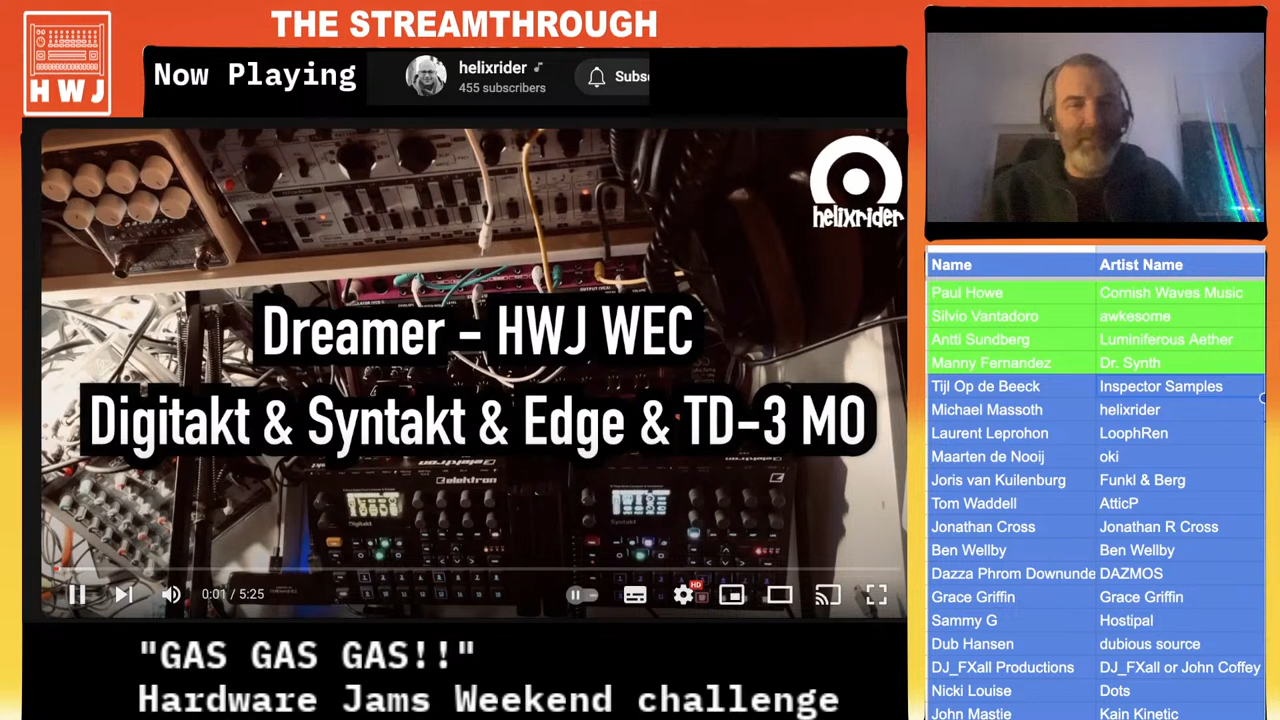 THE STREAMTHROUGH
HWJ
Now Playing
helixrider
455 subscribers
Subs
helixrider
Dreamer - HWJ WEC
Digitakt & Syntakt & Edge & TD-3 MO
elektron
elektron
Digitakt
Syntakt
0:01 / 5:25
HD
"GAS GAS GAS!!"
Hardware Jams Weekend challenge
Name Artist Name
Paul Howe Cornish Waves Music
Silvio Vantadoro awkesome
Antti Sundberg Luminiferous Aether
Manny Fernandez Dr. Synth
Tijl Op de Beeck Inspector Samples
Michael Massoth helixrider
Laurent Leprohon LoophRen
Maarten de Nooij oki
Joris van Kuilenburg Funkl & Berg
Tom Waddell AtticP
Jonathan Cross Jonathan R Cross
Ben Wellby Ben Wellby
Dazza Phrom Downunde DAZMOS
Grace Griffin Grace Griffin
Sammy G Hostipal
Dub Hansen dubious source
DJ_FXall Productions DJ_FXall or John Coffey
Nicki Louise Dots
John Mastie Kain Kinetic